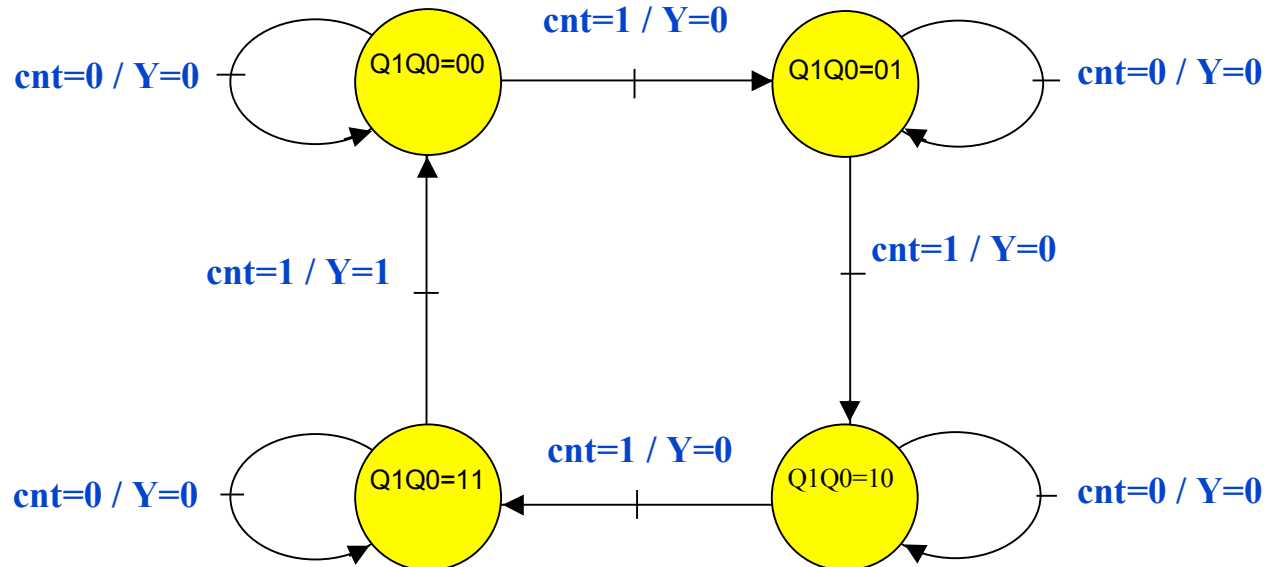 cnt=1 / Y=0
cnt=0 / Y=0
Q1Q0=00
Q1Q0=01
cnt=0 / Y=0
cnt=1 / Y=1
cnt=1 / Y=0
cnt=1 / Y=0
cnt=0 / Y=0
Q1Q0=11
Q1Q0=10
cnt=0 / Y=0